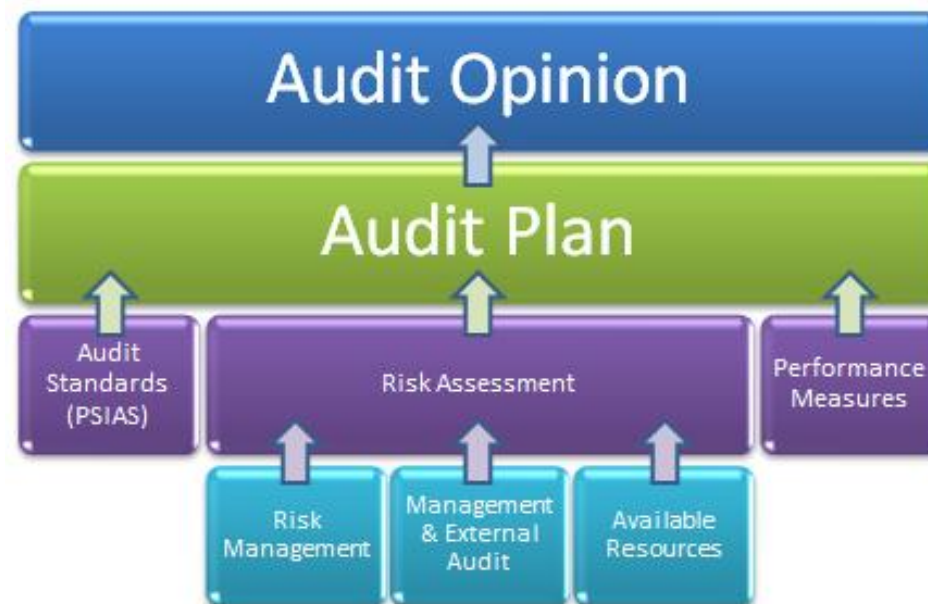 Audit Opinion
Audit Plan
Audit
Standards
(PSIAS)
Risk Assessment
Performance
Measures
Risk
Management
Management
& External
Audit
Available
Resources